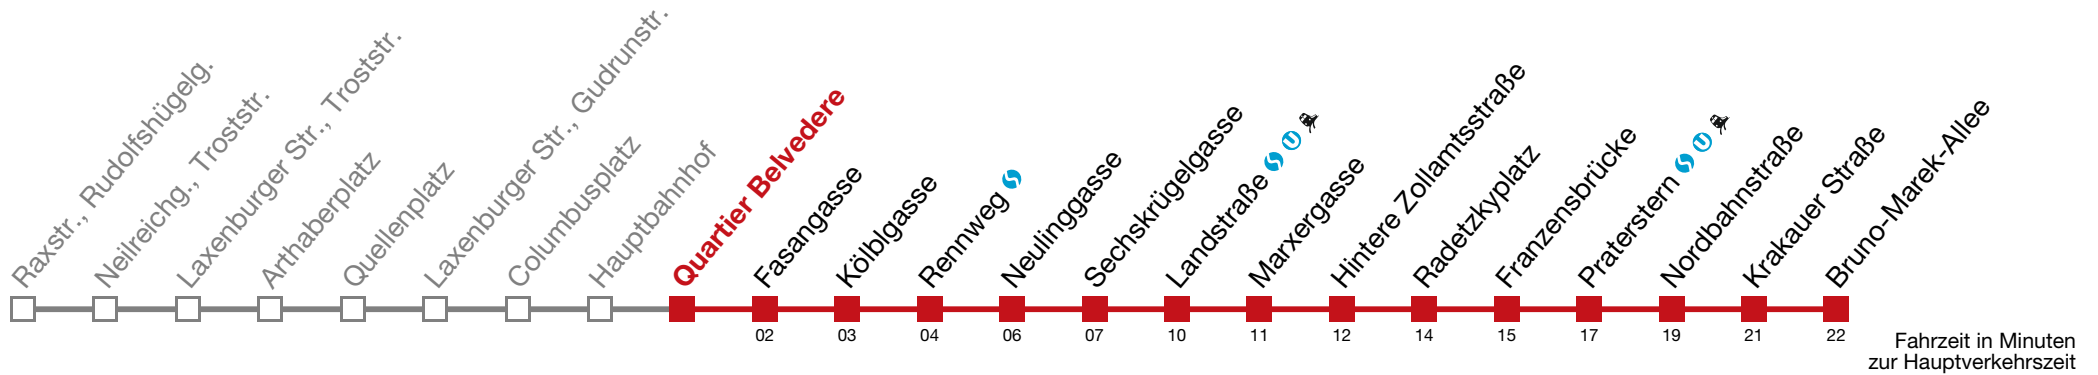 Raxstr., Rudolfshügelg.
Neilreichg., Troststr.
Laxenburger Str., Troststr.
Arthaberplatz
Quellenplatz
Laxenburger Str., Gudrunstr.
Columbusplatz
Hauptbahnhof
Quartier Belvedere
Fasangasse
Kölblgasse
Rennweg
Neulinggasse
Sechskrügelgasse
Landstraße
Marxergasse
Hintere Zollamtsstraße
Radetzkyplatz
Franzensbrücke
Praterstern
Nordbahnstraße
Krakauer Straße
Bruno-Marek-Allee
02 03 04 06 07 10 11 12 14 15 17 19 21 22
Fahrzeit in Minuten
zur Hauptverkehrszeit